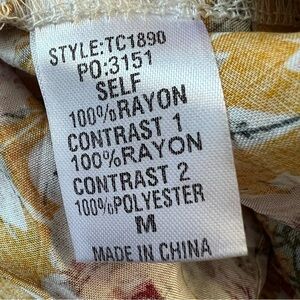 STYLE:TC1890
PO:3151
SELF
100%RAYON
CONTRAST 1
100%RAYON
CONTRAST 2
100%POLYESTER
M
MADE IN CHINA